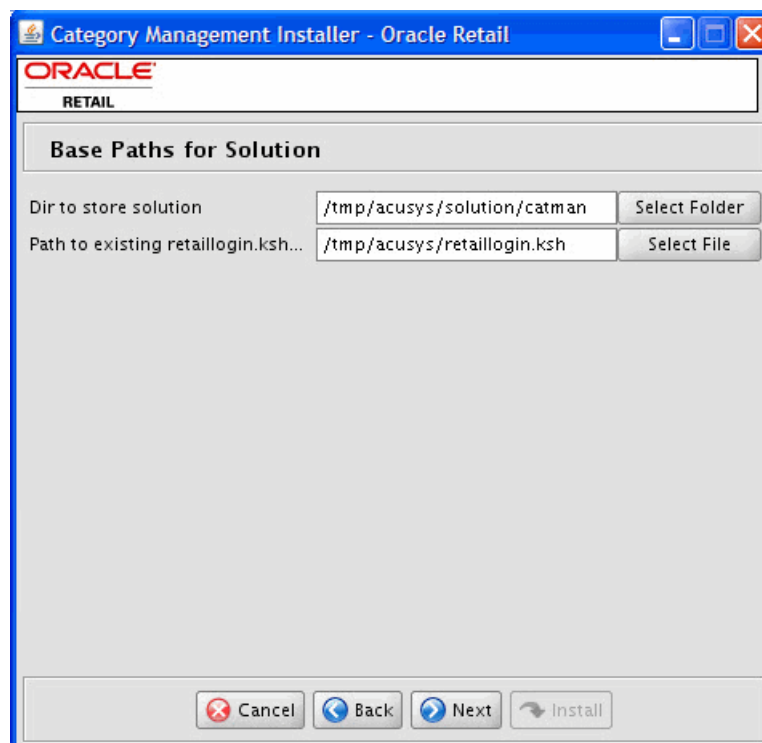 Category Management Installer - Oracle Retail
ORACLE
RETAIL
Base Paths for Solution
Dir to store solution /tmp/acusys/solution/catman Select Folder
Path to existing retaillogin.ksh... /tmp/acusys/retaillogin.ksh Select File
Cancel Back Next Install